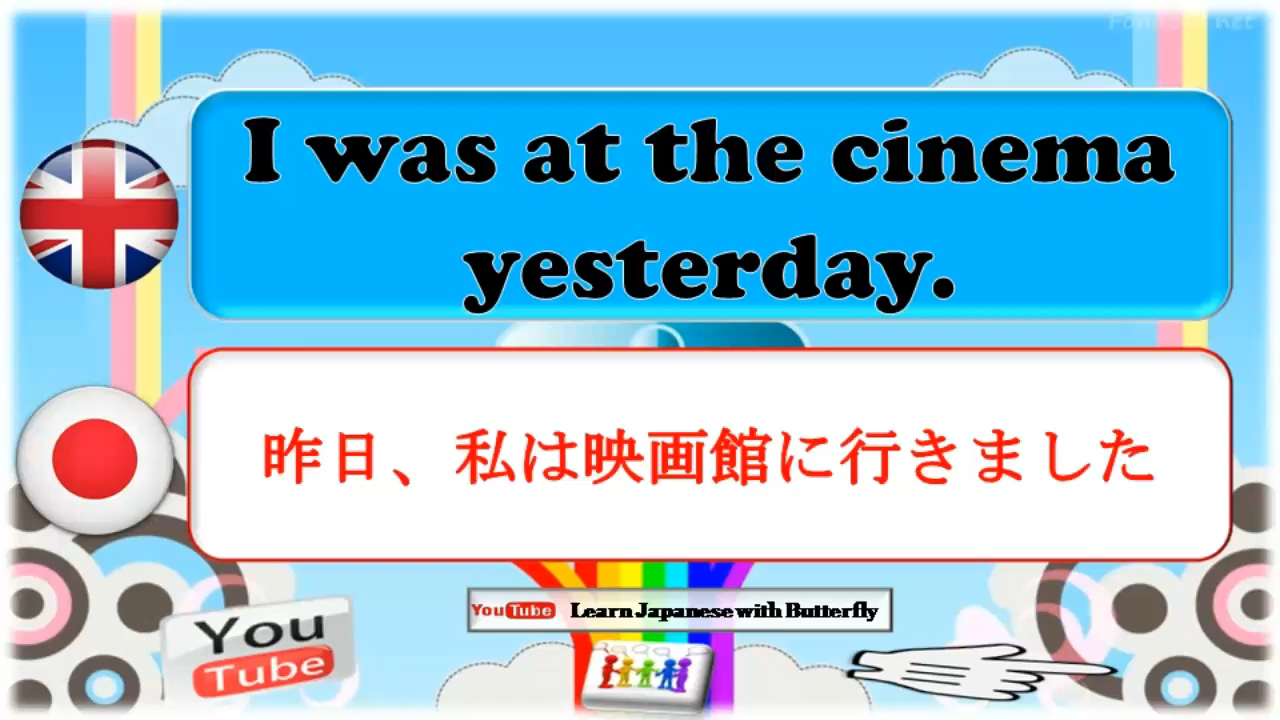 I was at the cinema
yesterday.
昨日、私は映画館に行きました
YouTube Learn Japanese with Butterfly
You
Tube